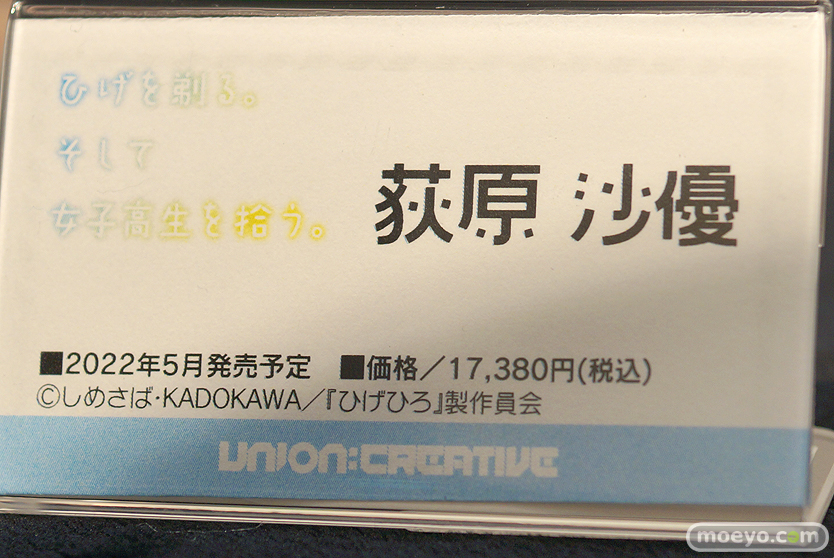 ひげを剃る。
そして
女子高生を拾う。
荻原 沙優
■2022年5月発売予定 ■価格／17,380円(税込)
©しめさば・KADOKAWA／『ひげひろ』製作員会
UNION:CREATIVE
moeyo.com